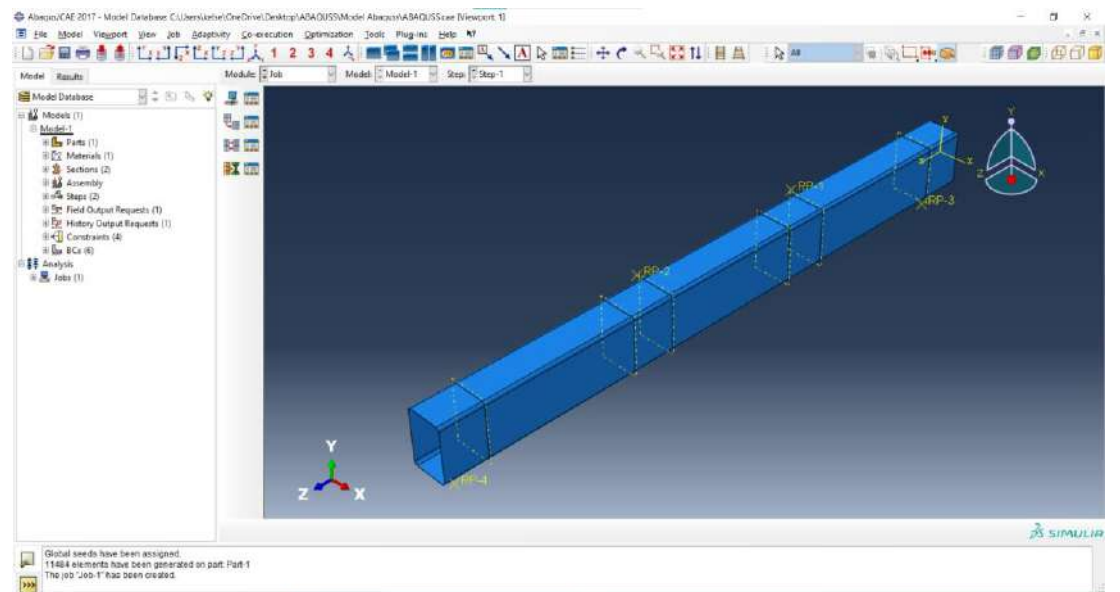 Abaqus/CAE 2017 - Model Database: C:\Users\kelse\OneDrive\Desktop\ABAQUSS\Model Abaquss\ABAQUSS.cae [Viewport: 1]
File Model Viewport View Job Adaptivity Co-execution Optimization Tools Plug-ins Help
1 2 3 4 A All
Model Results Module: Job Model: Model-1 Step: Step-1
Model Database
Models (1)
Model-1
Parts (1)
Materials (1)
Sections (2)
Assembly
Steps (2)
Field Output Requests (1)
History Output Requests (1)
Constraints (4)
BCs (6)
Analysis
Jobs (1)
Y
Y
X
Z
X
RP-1
RP-3
RP-2
RP-4
Y
Z X
SIMULIA
Global seeds have been assigned.
11484 elements have been generated on part: Part-1
The job "Job-1" has been created.
>>>